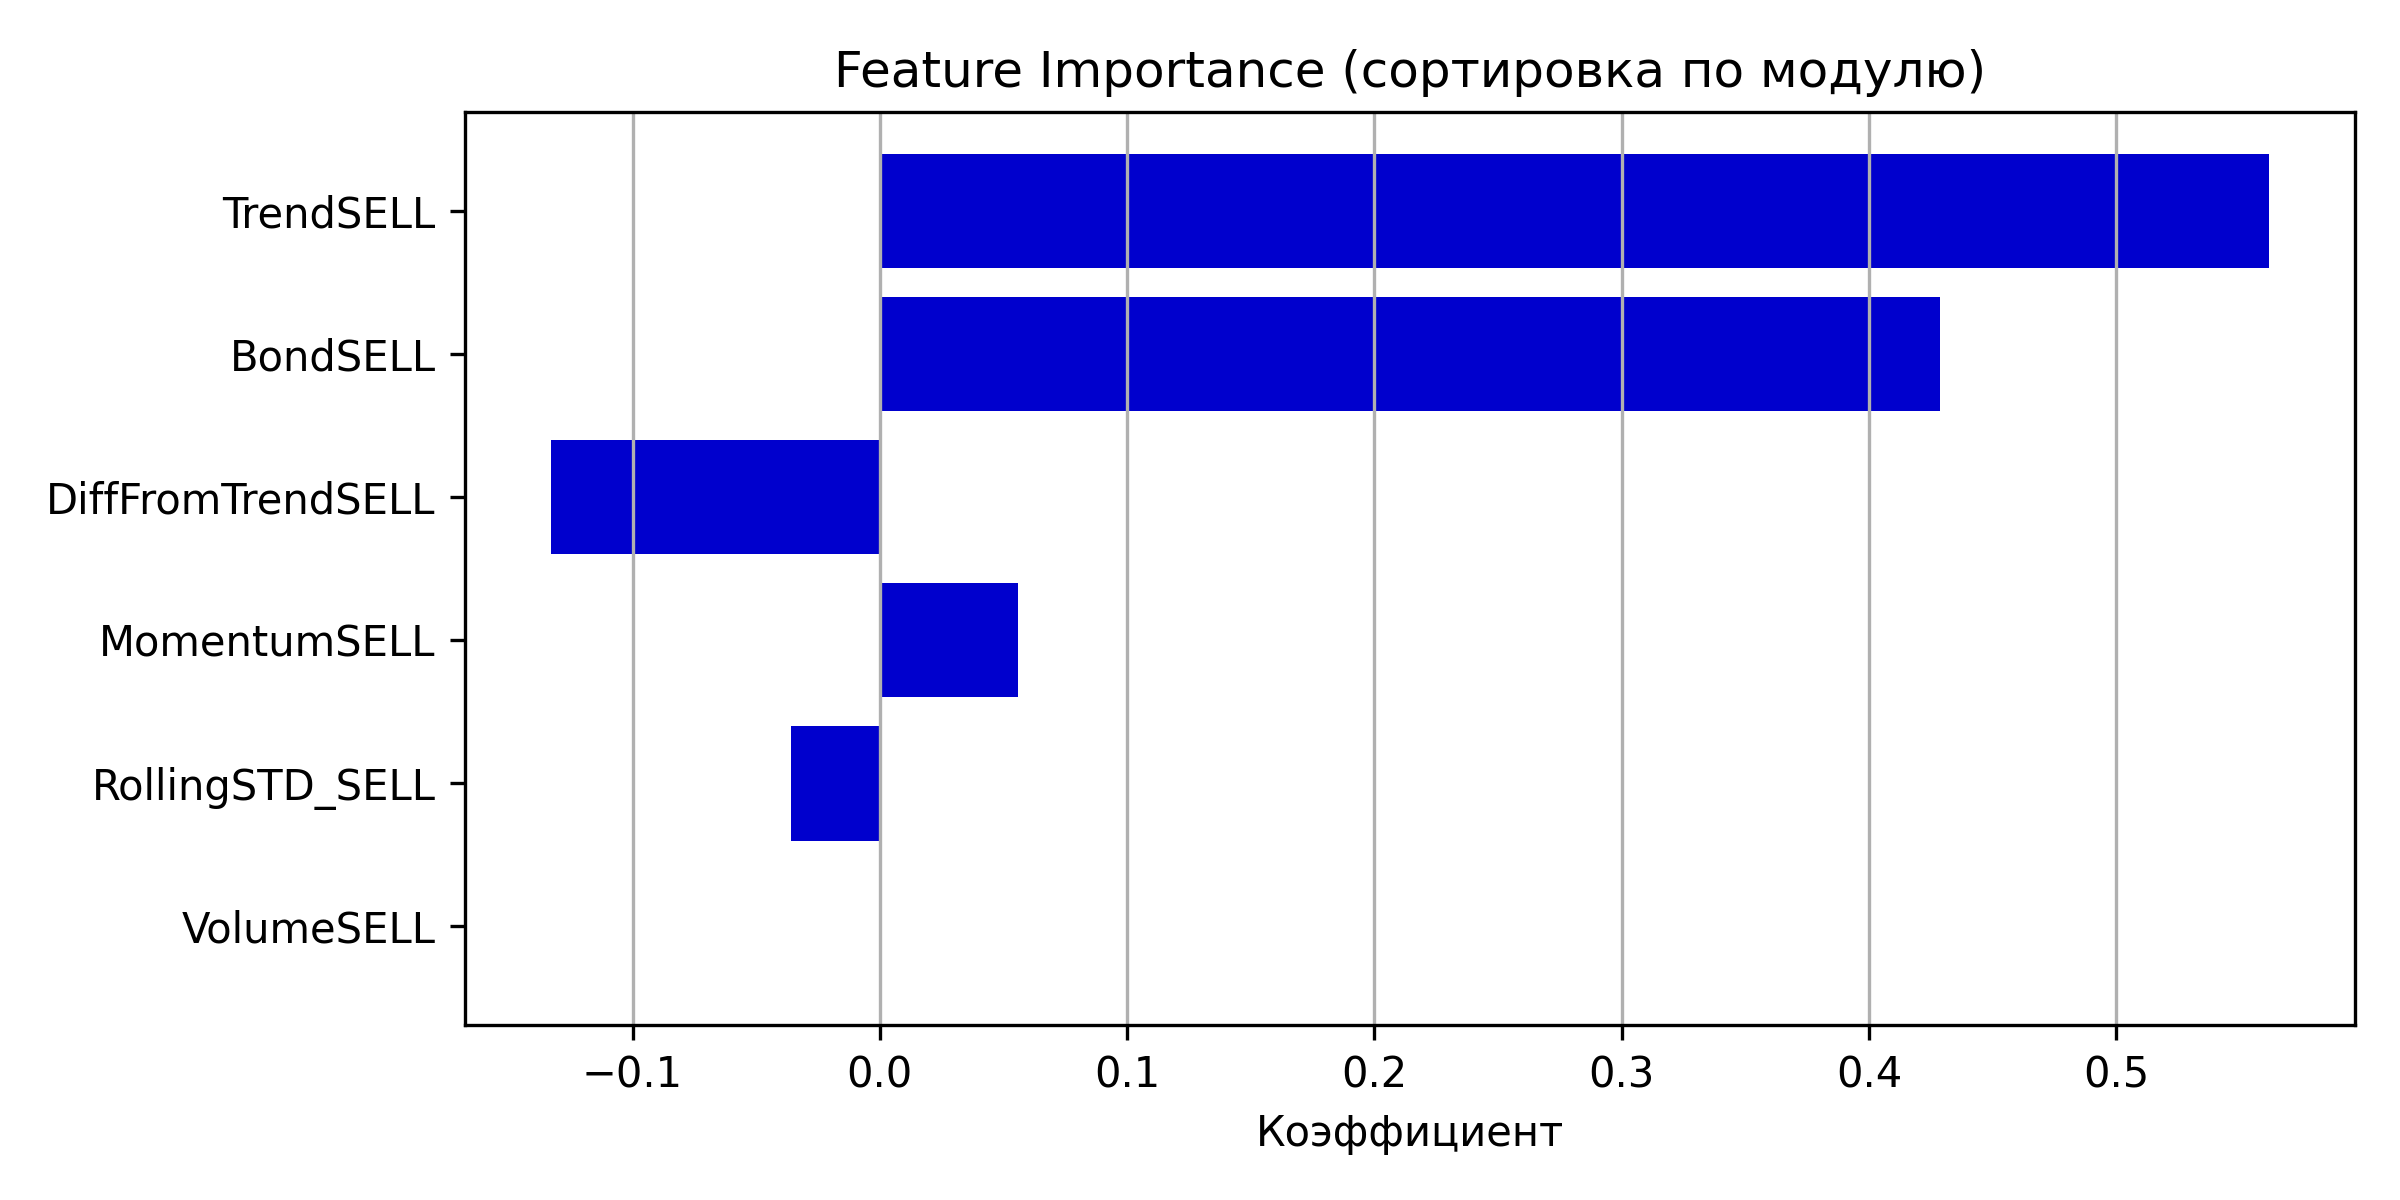 Feature Importance (сортировка по модулю)
TrendSELL
BondSELL
DiffFromTrendSELL
MomentumSELL
RollingSTD_SELL
VolumeSELL
−0.1 0.0 0.1 0.2 0.3 0.4 0.5
Коэффициент